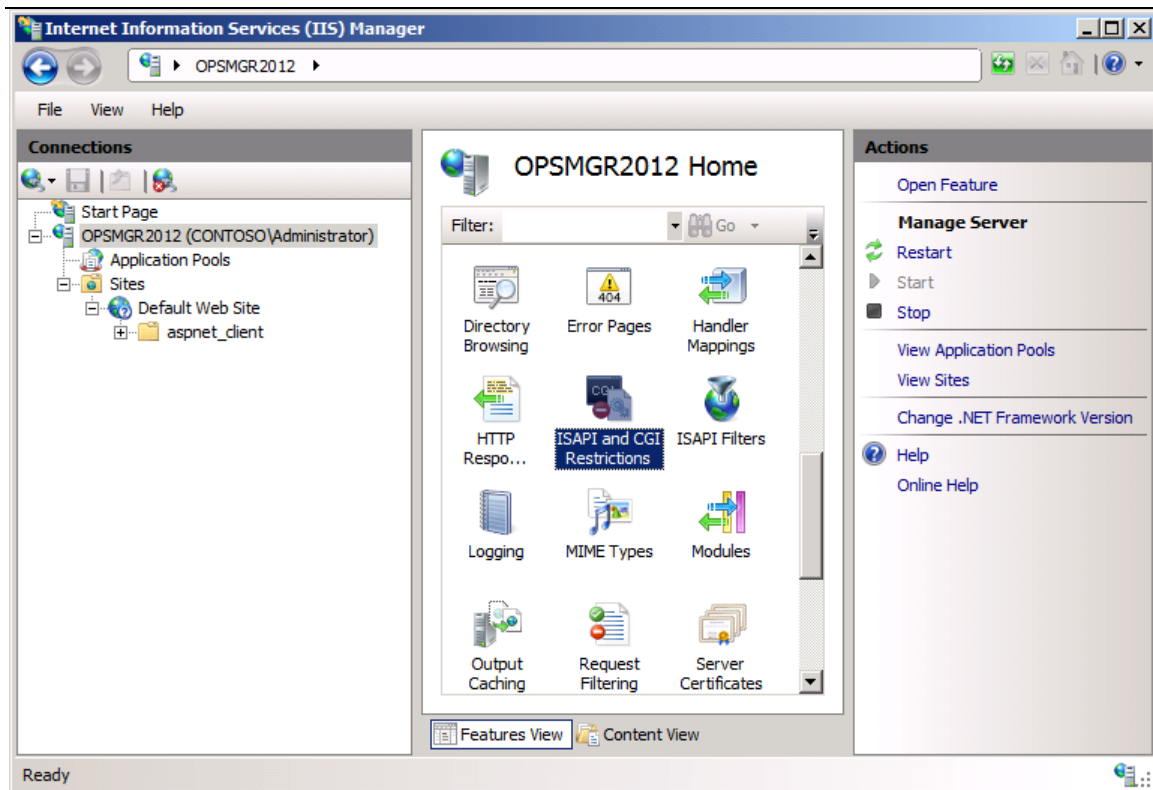 Internet Information Services (IIS) Manager
OPSMGR2012
File View Help
Connections
Start Page
OPSMGR2012 (CONTOSO\Administrator)
Application Pools
Sites
Default Web Site
aspnet_client
OPSMGR2012 Home
Filter: Go
Directory Browsing
Error Pages
404
Handler Mappings
HTTP Respo...
CGI
ISAPI and CGI Restrictions
ISAPI Filters
Logging
MIME Types
Modules
Output Caching
Request Filtering
Server Certificates
Features View
Content View
Actions
Open Feature
Manage Server
Restart
Start
Stop
View Application Pools
View Sites
Change .NET Framework Version
Help
Online Help
Ready